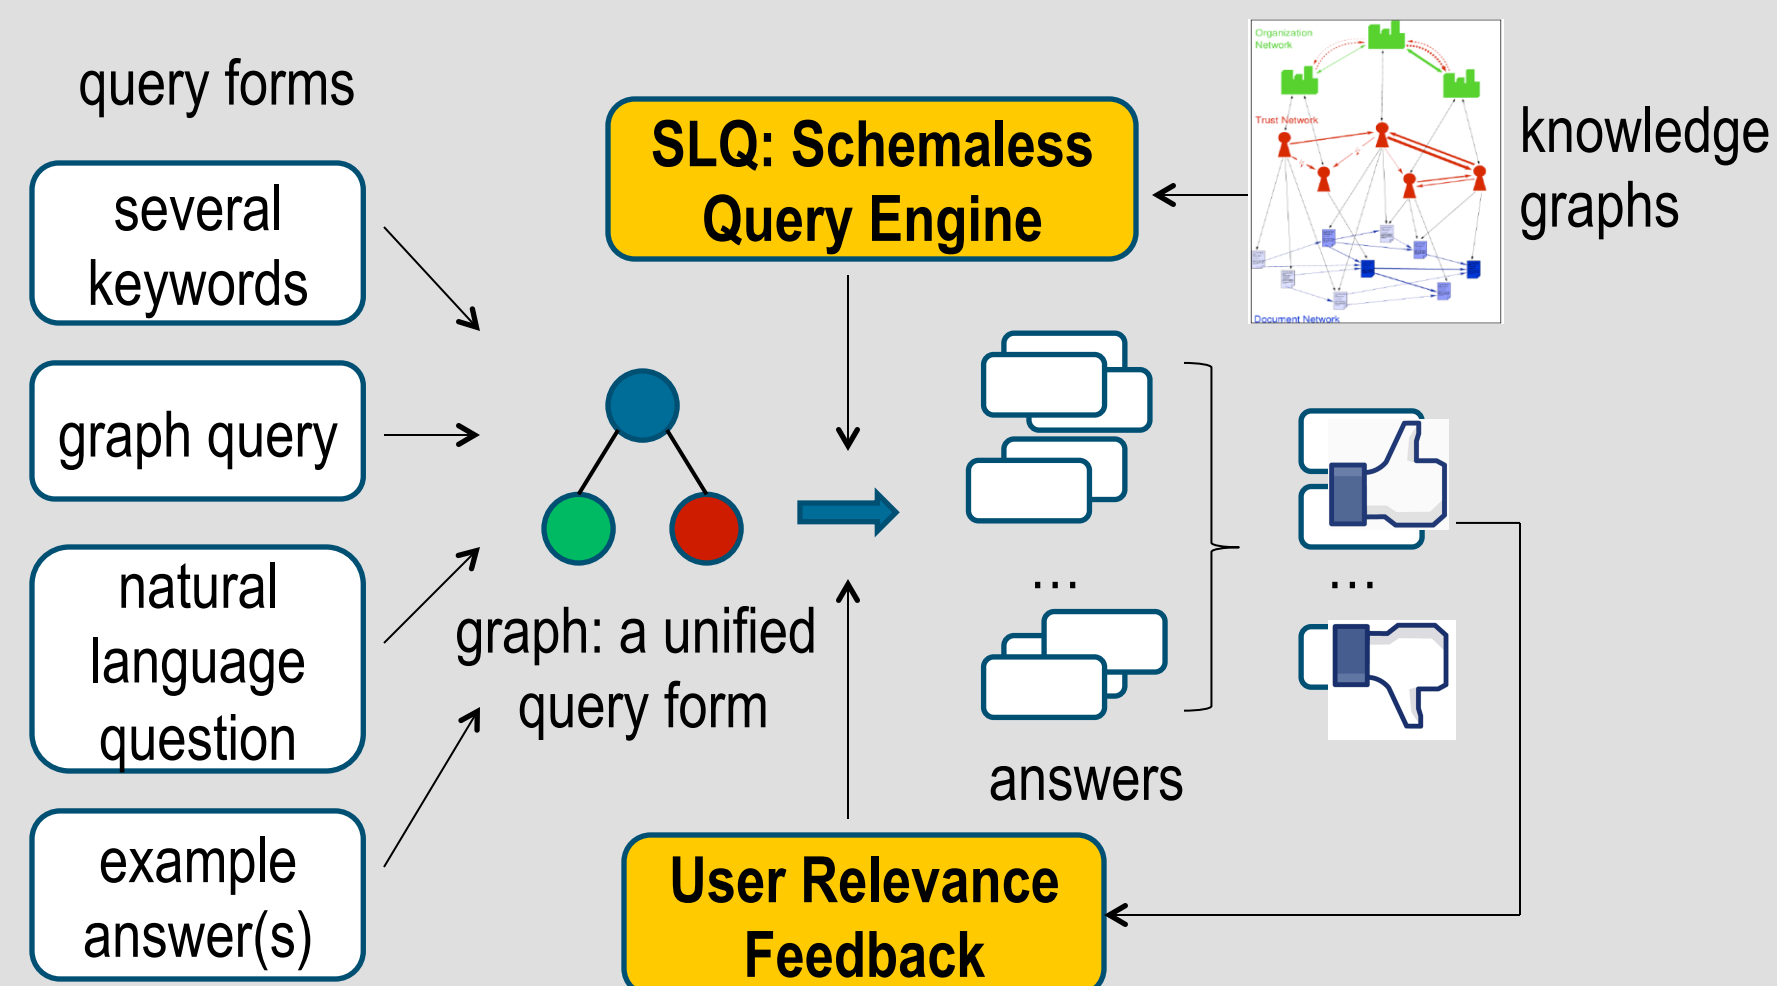 query forms
several
keywords
graph query
natural
language
question
example
answer(s)
SLQ: Schemaless
Query Engine
Organization
Network
Trust Network
Document Network
knowledge
graphs
graph: a unified
query form
…
…
answers
User Relevance
Feedback